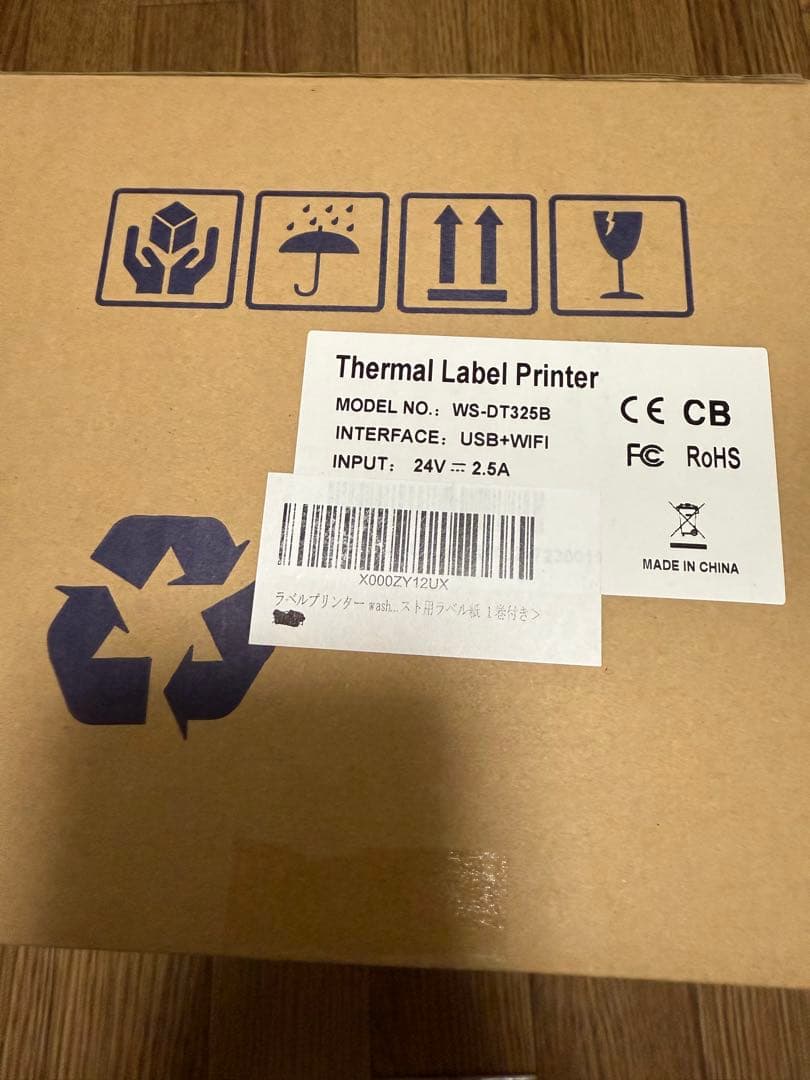 Thermal Label Printer
MODEL NO.: WS-DT325B
INTERFACE: USB+WIFI
INPUT: 24V ⎓ 2.5A
CE CB
FC RoHS
MADE IN CHINA
X000ZY12UX
ラベルプリンター wash...スト用ラベル紙 1巻付き>